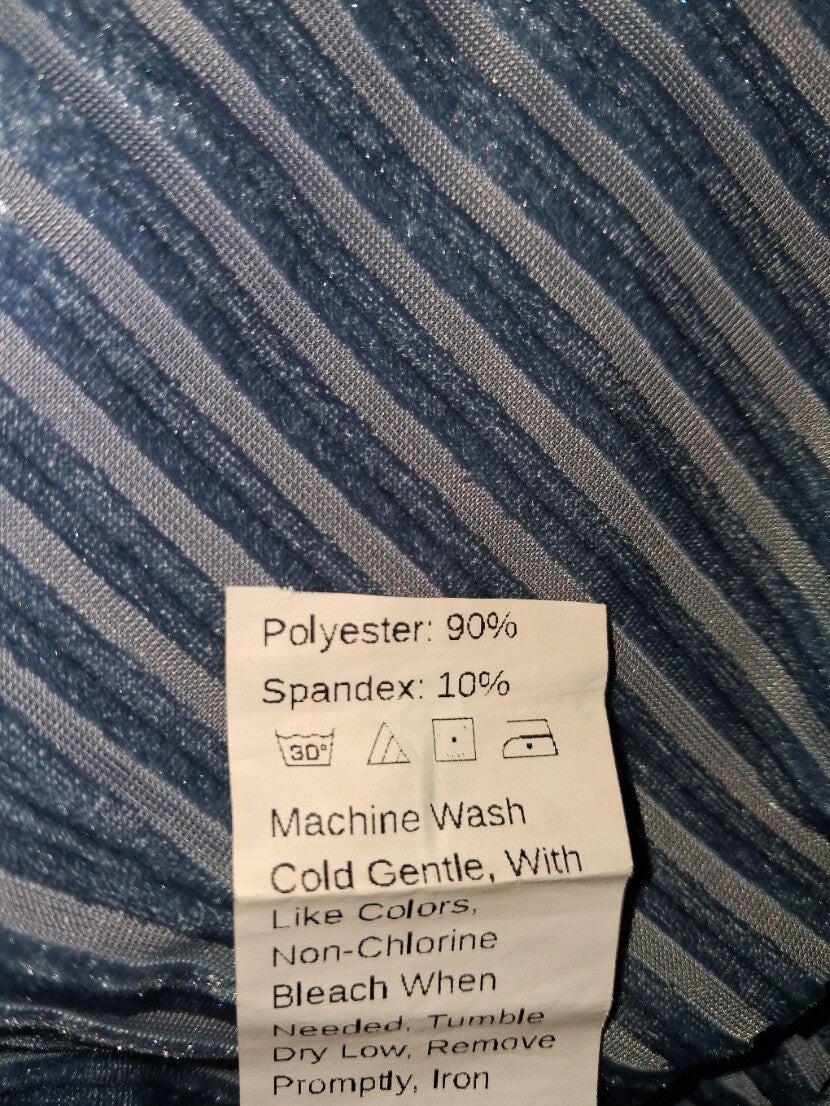 Polyester: 90%
Spandex: 10%
30°
Machine Wash
Cold Gentle, With
Like Colors,
Non-Chlorine
Bleach When
Needed, Tumble
Dry Low, Remove
Promptly, Iron